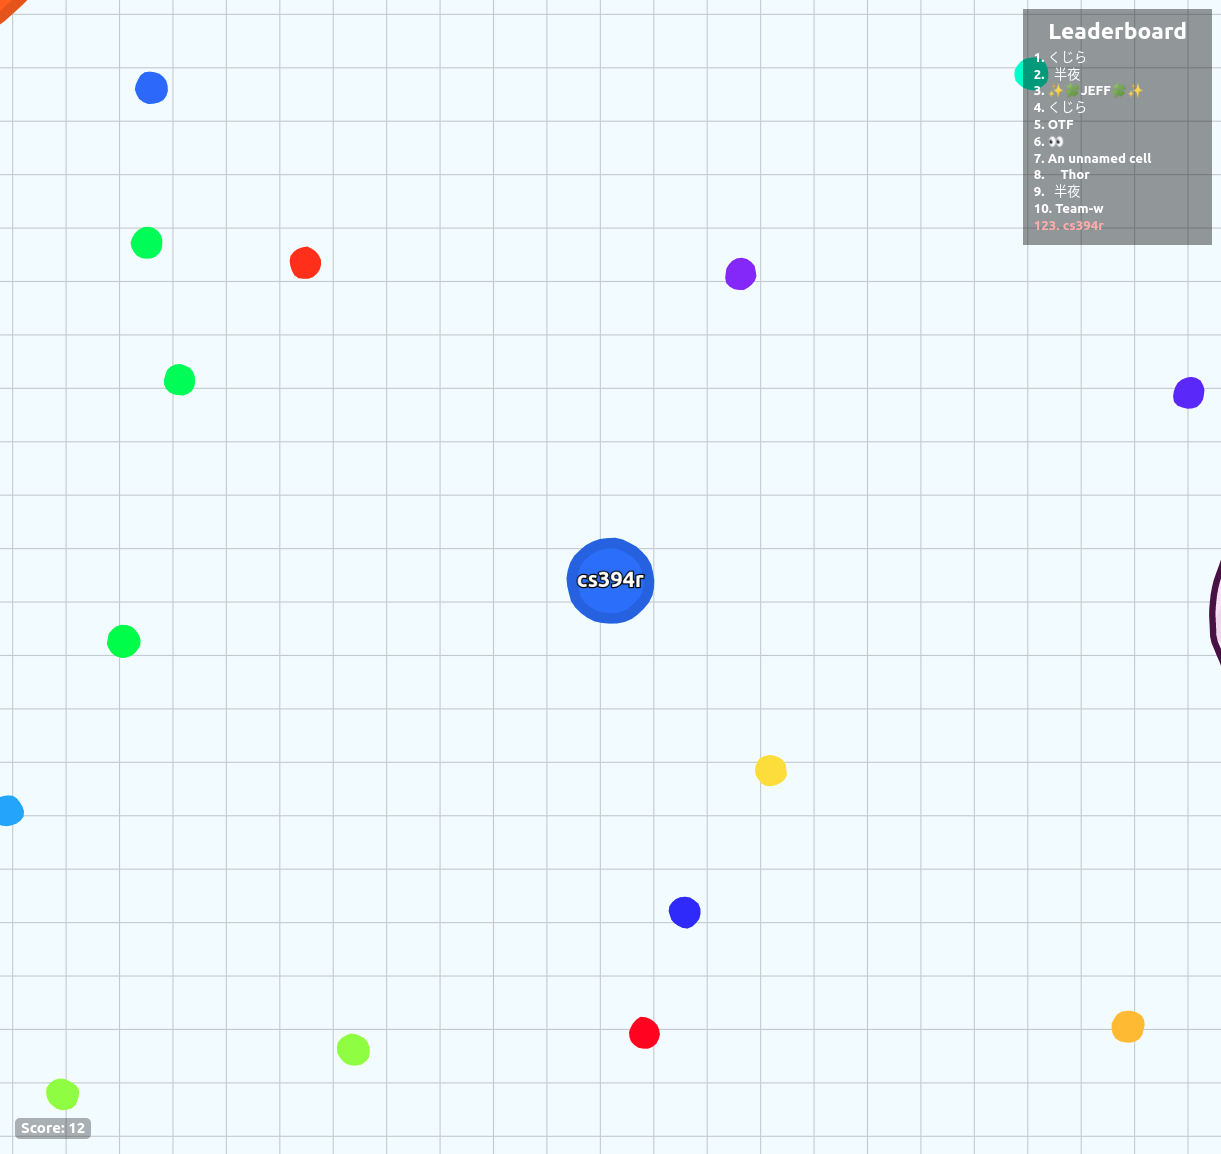 Leaderboard
1. くじら
2. 半夜
3. ✨🌳JEFF🌳✨
4. くじら
5. OTF
6. 👀
7. An unnamed cell
8. Thor
9. 半夜
10. Team-w
123. cs394r
cs394r
Score: 12